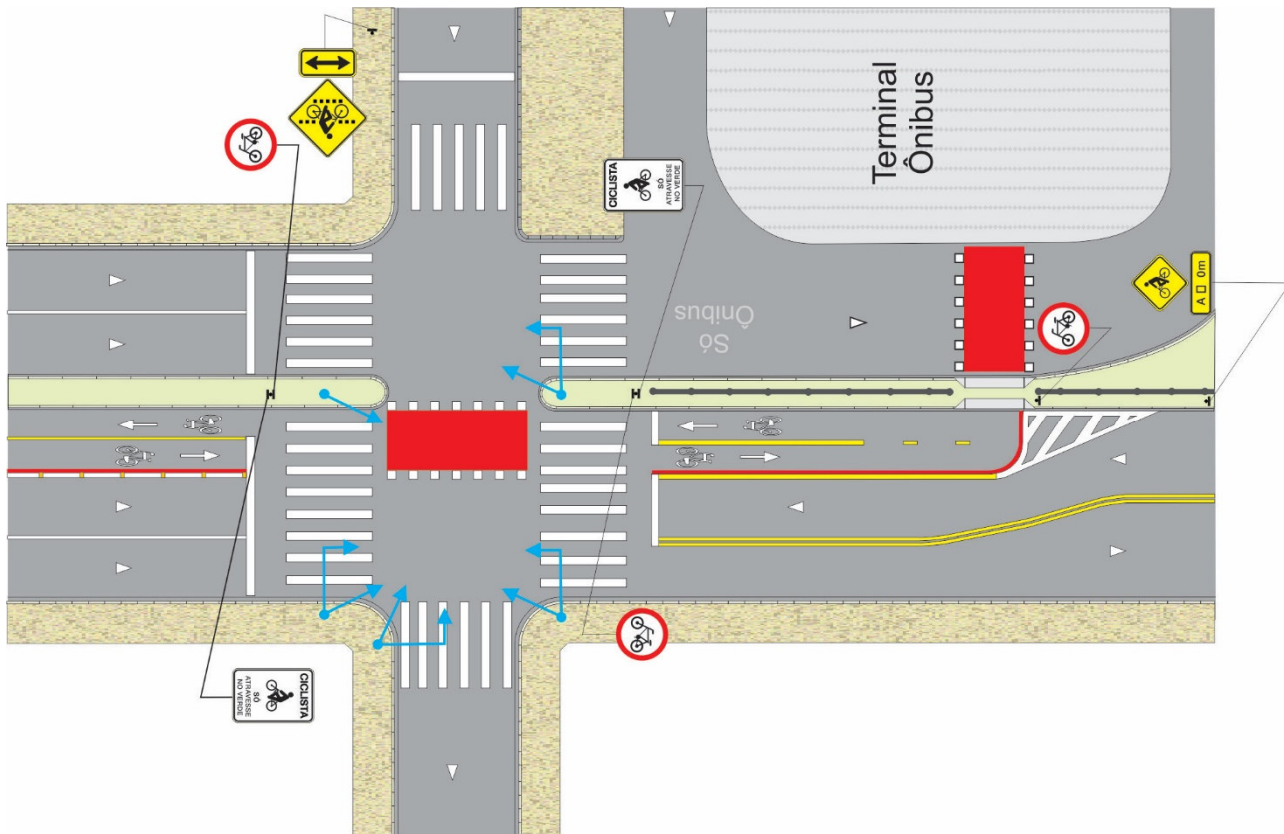 Terminal
Ônibus
CICLISTA
SÓ
ATRAVESSE
NO VERDE
Só
Ônibus
A 0m
CICLISTA
SÓ
ATRAVESSE
NO VERDE